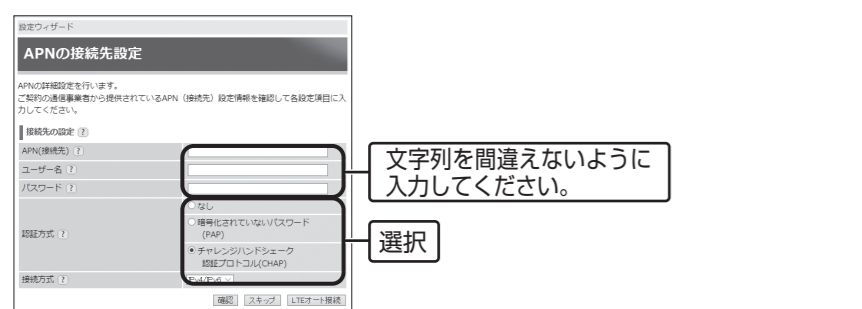 設定ウィザード
APNの接続先設定
APNの詳細設定を行います。
ご契約の通信事業者から提供されているAPN（接続先）設定情報を確認して各設定項目に入
力してください。
接続先の設定 ?
APN(接続先) ?
ユーザー名 ?
パスワード ?
文字列を間違えないように
入力してください。
認証方式 ?
なし
暗号化されていないパスワード
(PAP)
チャレンジハンドシェーク
認証プロトコル(CHAP)
選択
接続方式 ?
IPv4/IPv6
確認 スキップ LTEオート接続